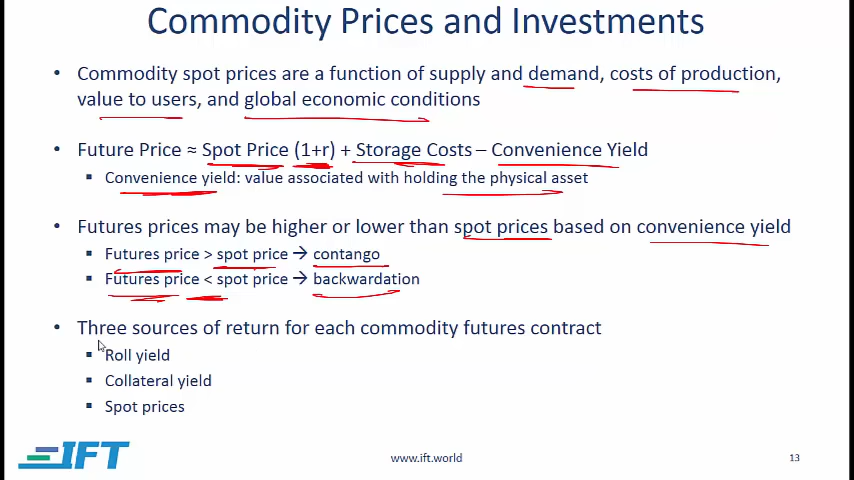 Commodity Prices and Investments
• Commodity spot prices are a function of supply and demand, costs of production,
value to users, and global economic conditions
• Future Price ≈ Spot Price (1+r) + Storage Costs – Convenience Yield
▪ Convenience yield: value associated with holding the physical asset
• Futures prices may be higher or lower than spot prices based on convenience yield
▪ Futures price > spot price → contango
▪ Futures price < spot price → backwardation
• Three sources of return for each commodity futures contract
▪ Roll yield
▪ Collateral yield
▪ Spot prices
IFT
www.ift.world
13